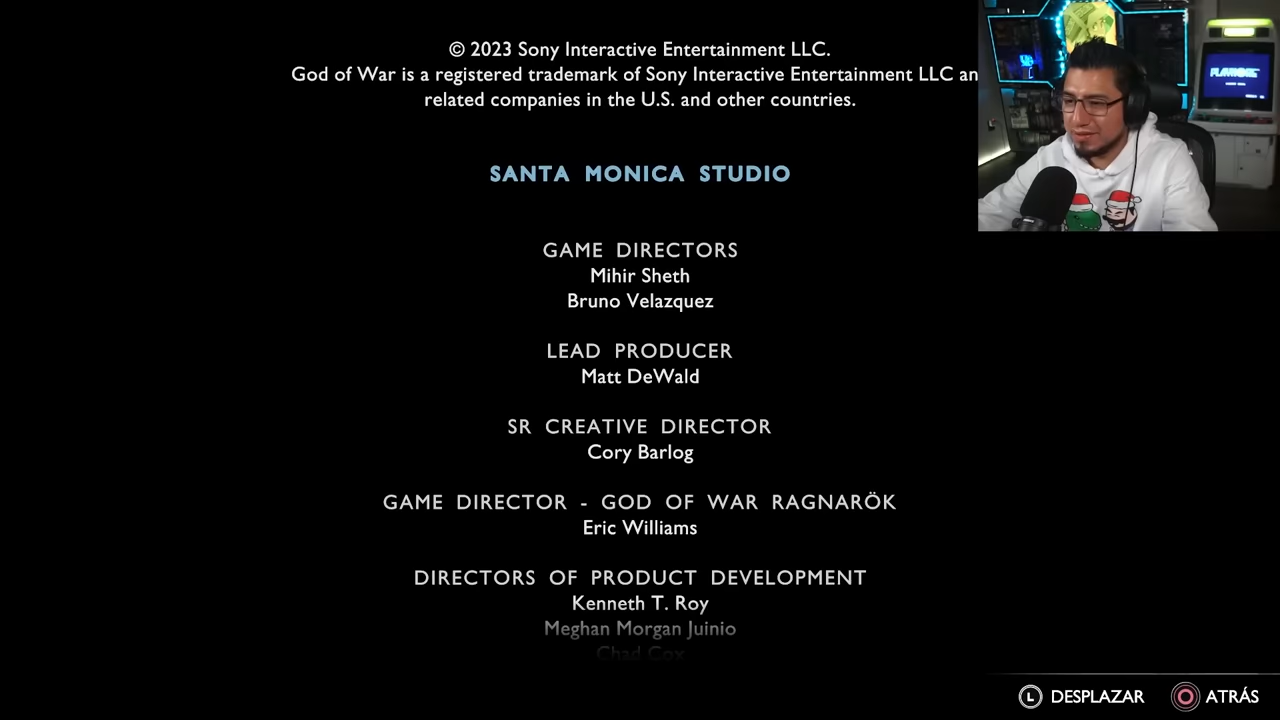 © 2023 Sony Interactive Entertainment LLC.
God of War is a registered trademark of Sony Interactive Entertainment LLC an
related companies in the U.S. and other countries.
SANTA MONICA STUDIO
GAME DIRECTORS
Mihir Sheth
Bruno Velazquez
LEAD PRODUCER
Matt DeWald
SR CREATIVE DIRECTOR
Cory Barlog
GAME DIRECTOR - GOD OF WAR RAGNARÖK
Eric Williams
DIRECTORS OF PRODUCT DEVELOPMENT
Kenneth T. Roy
Meghan Morgan Juinio
Chad Cox
L DESPLAZAR ATRÁS